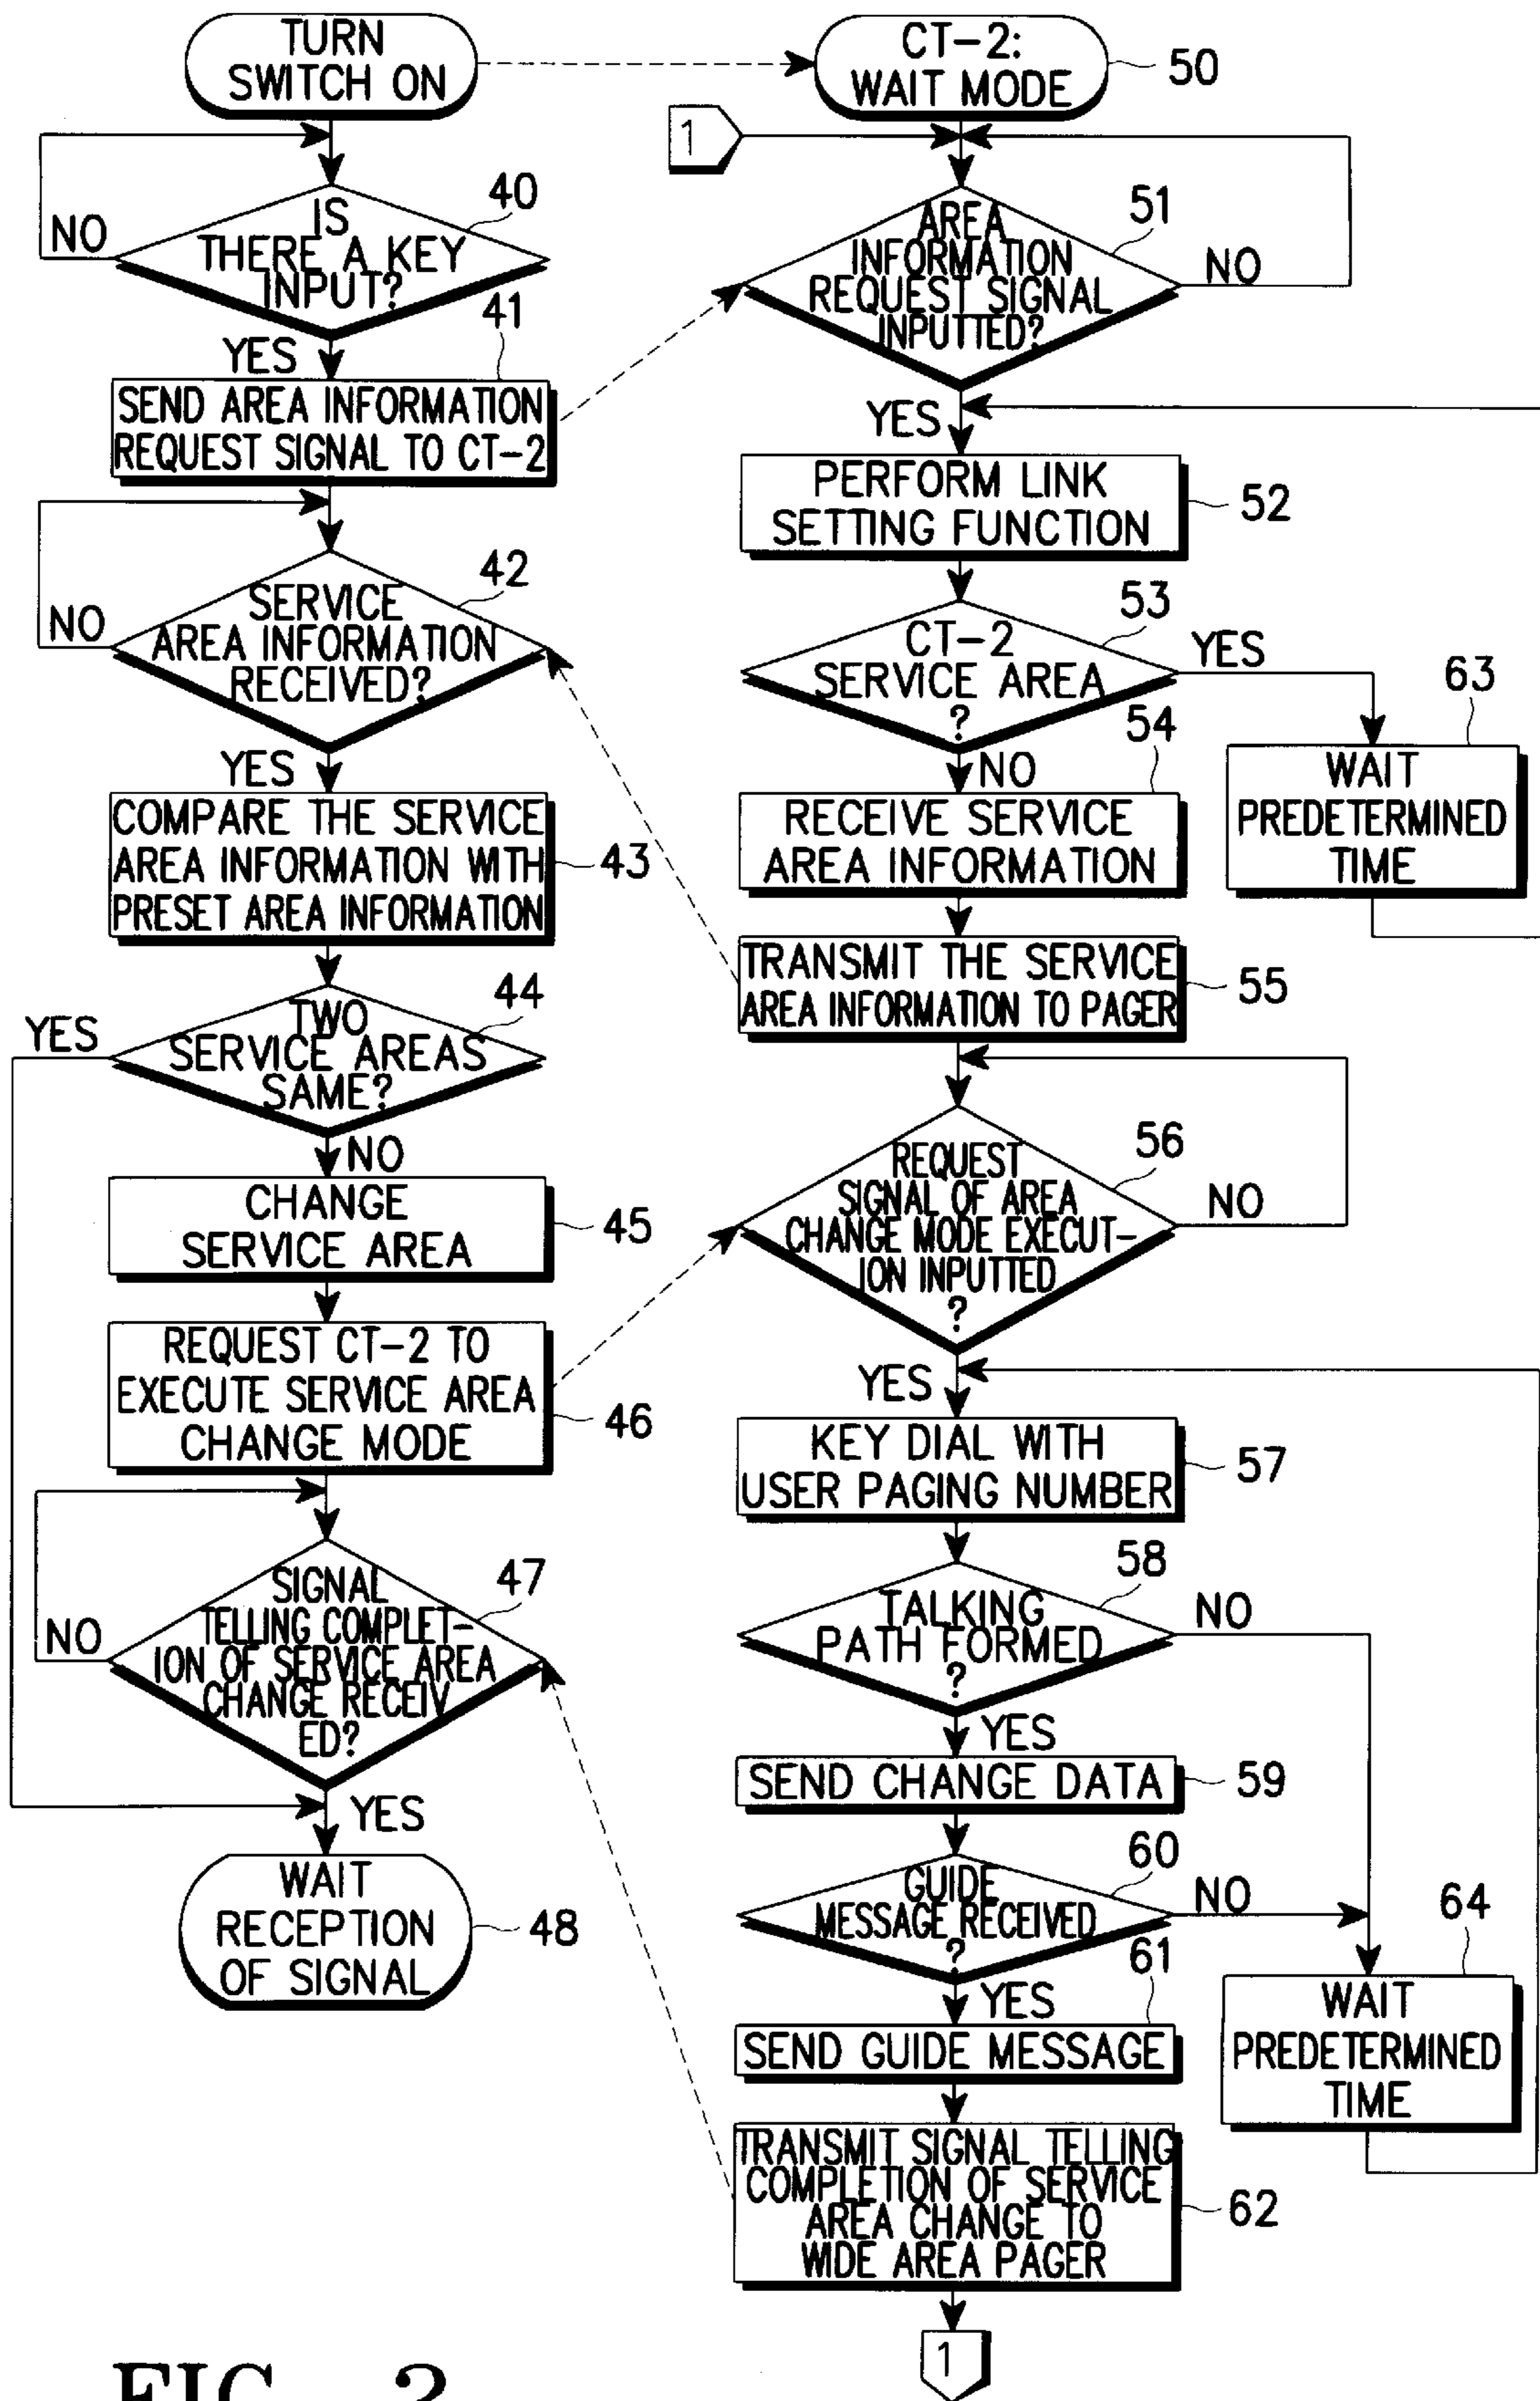 TURN
SWITCH ON
CT-2:
WAIT MODE
50
1
IS
THERE A KEY
INPUT?
40
NO
YES
41
SEND AREA INFORMATION
REQUEST SIGNAL TO CT-2
AREA
INFORMATION
REQUEST SIGNAL
INPUTTED?
51
NO
YES
PERFORM LINK
SETTING FUNCTION
52
SERVICE
AREA INFORMATION
RECEIVED?
42
NO
YES
CT-2
SERVICE AREA
?
53
YES
NO
63
WAIT
PREDETERMINED
TIME
54
RECEIVE SERVICE
AREA INFORMATION
COMPARE THE SERVICE
AREA INFORMATION WITH
PRESET AREA INFORMATION
43
TRANSMIT THE SERVICE
AREA INFORMATION TO PAGER
55
TWO
SERVICE AREAS
SAME?
44
YES
NO
CHANGE
SERVICE AREA
45
REQUEST
SIGNAL OF AREA
CHANGE MODE EXECUT-
ION INPUTTED
?
56
NO
YES
REQUEST CT-2 TO
EXECUTE SERVICE AREA
CHANGE MODE
46
KEY DIAL WITH
USER PAGING NUMBER
57
SIGNAL
TELLING COMPLET-
ION OF SERVICE AREA
CHANGE RECEIV
ED?
47
NO
YES
TALKING
PATH FORMED
?
58
NO
YES
SEND CHANGE DATA
59
WAIT
RECEPTION
OF SIGNAL
48
GUIDE
MESSAGE RECEIVED
?
60
NO
YES
61
SEND GUIDE MESSAGE
64
WAIT
PREDETERMINED
TIME
TRANSMIT SIGNAL TELLING
COMPLETION OF SERVICE
AREA CHANGE TO
WIDE AREA PAGER
62
1